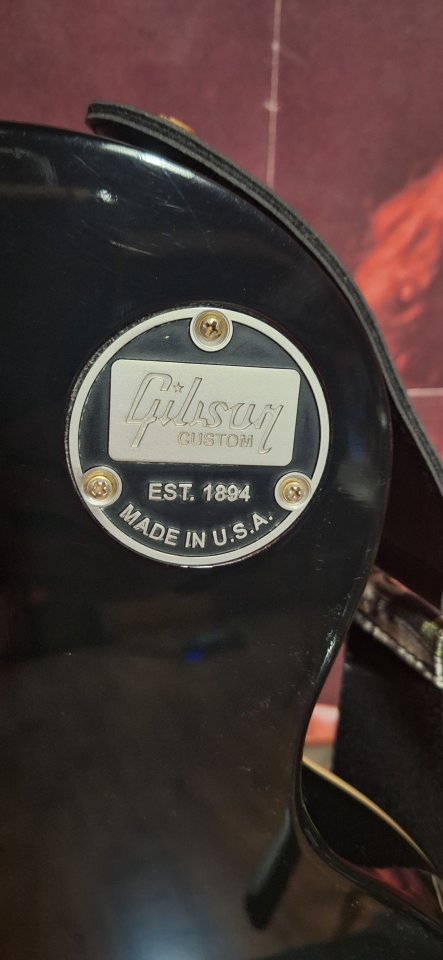 Gibson
CUSTOM
EST. 1894
MADE IN U.S.A.